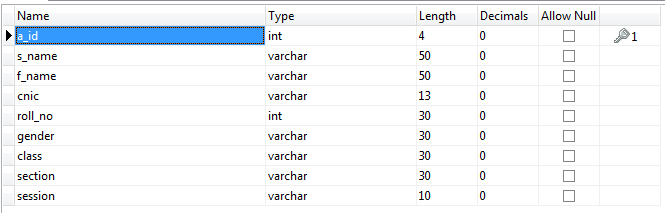 Name Type Length Decimals Allow Null
a_id int 4 0 1
s_name varchar 50 0
f_name varchar 50 0
cnic varchar 13 0
roll_no int 30 0
gender varchar 30 0
class varchar 30 0
section varchar 30 0
session varchar 10 0